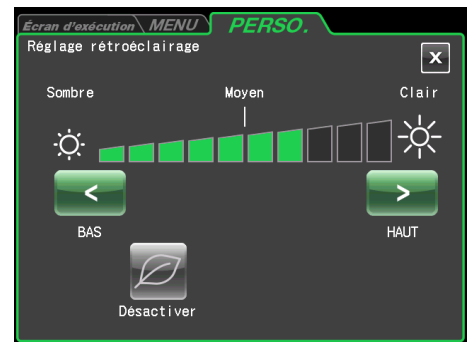 Écran d'exécution MENU PERSO.
Réglage rétroéclairage
X
Sombre Moyen Clair
< >
BAS HAUT
Désactiver